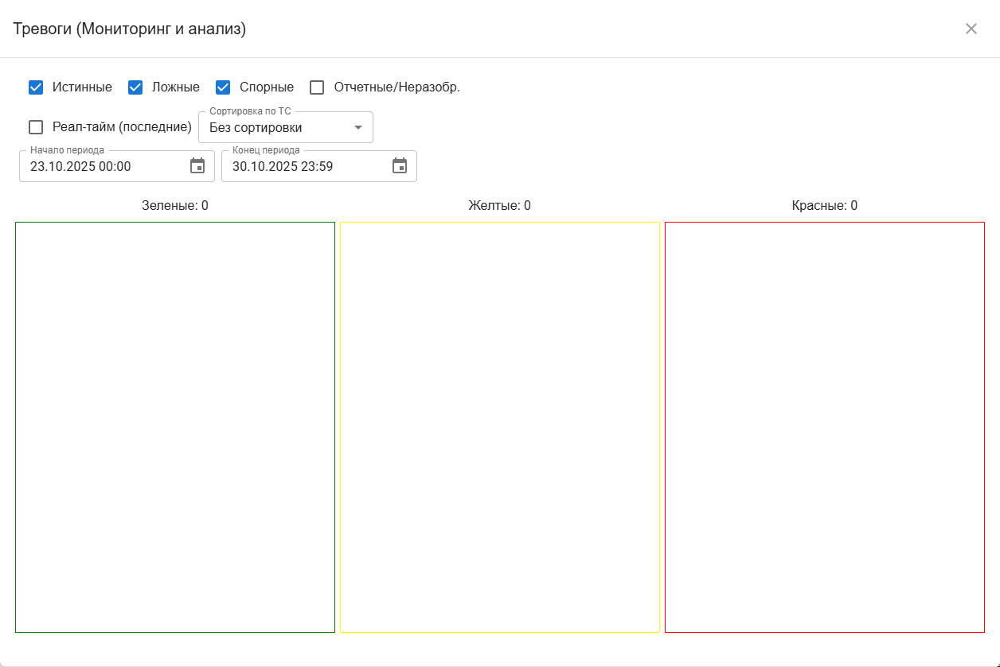 Тревоги (Мониторинг и анализ)
Истинные Ложные Спорные Отчетные/Неразобр.
Сортировка по ТС
Реал-тайм (последние) Без сортировки
Начало периода Конец периода
23.10.2025 00:00 30.10.2025 23:59
Зеленые: 0 Желтые: 0 Красные: 0